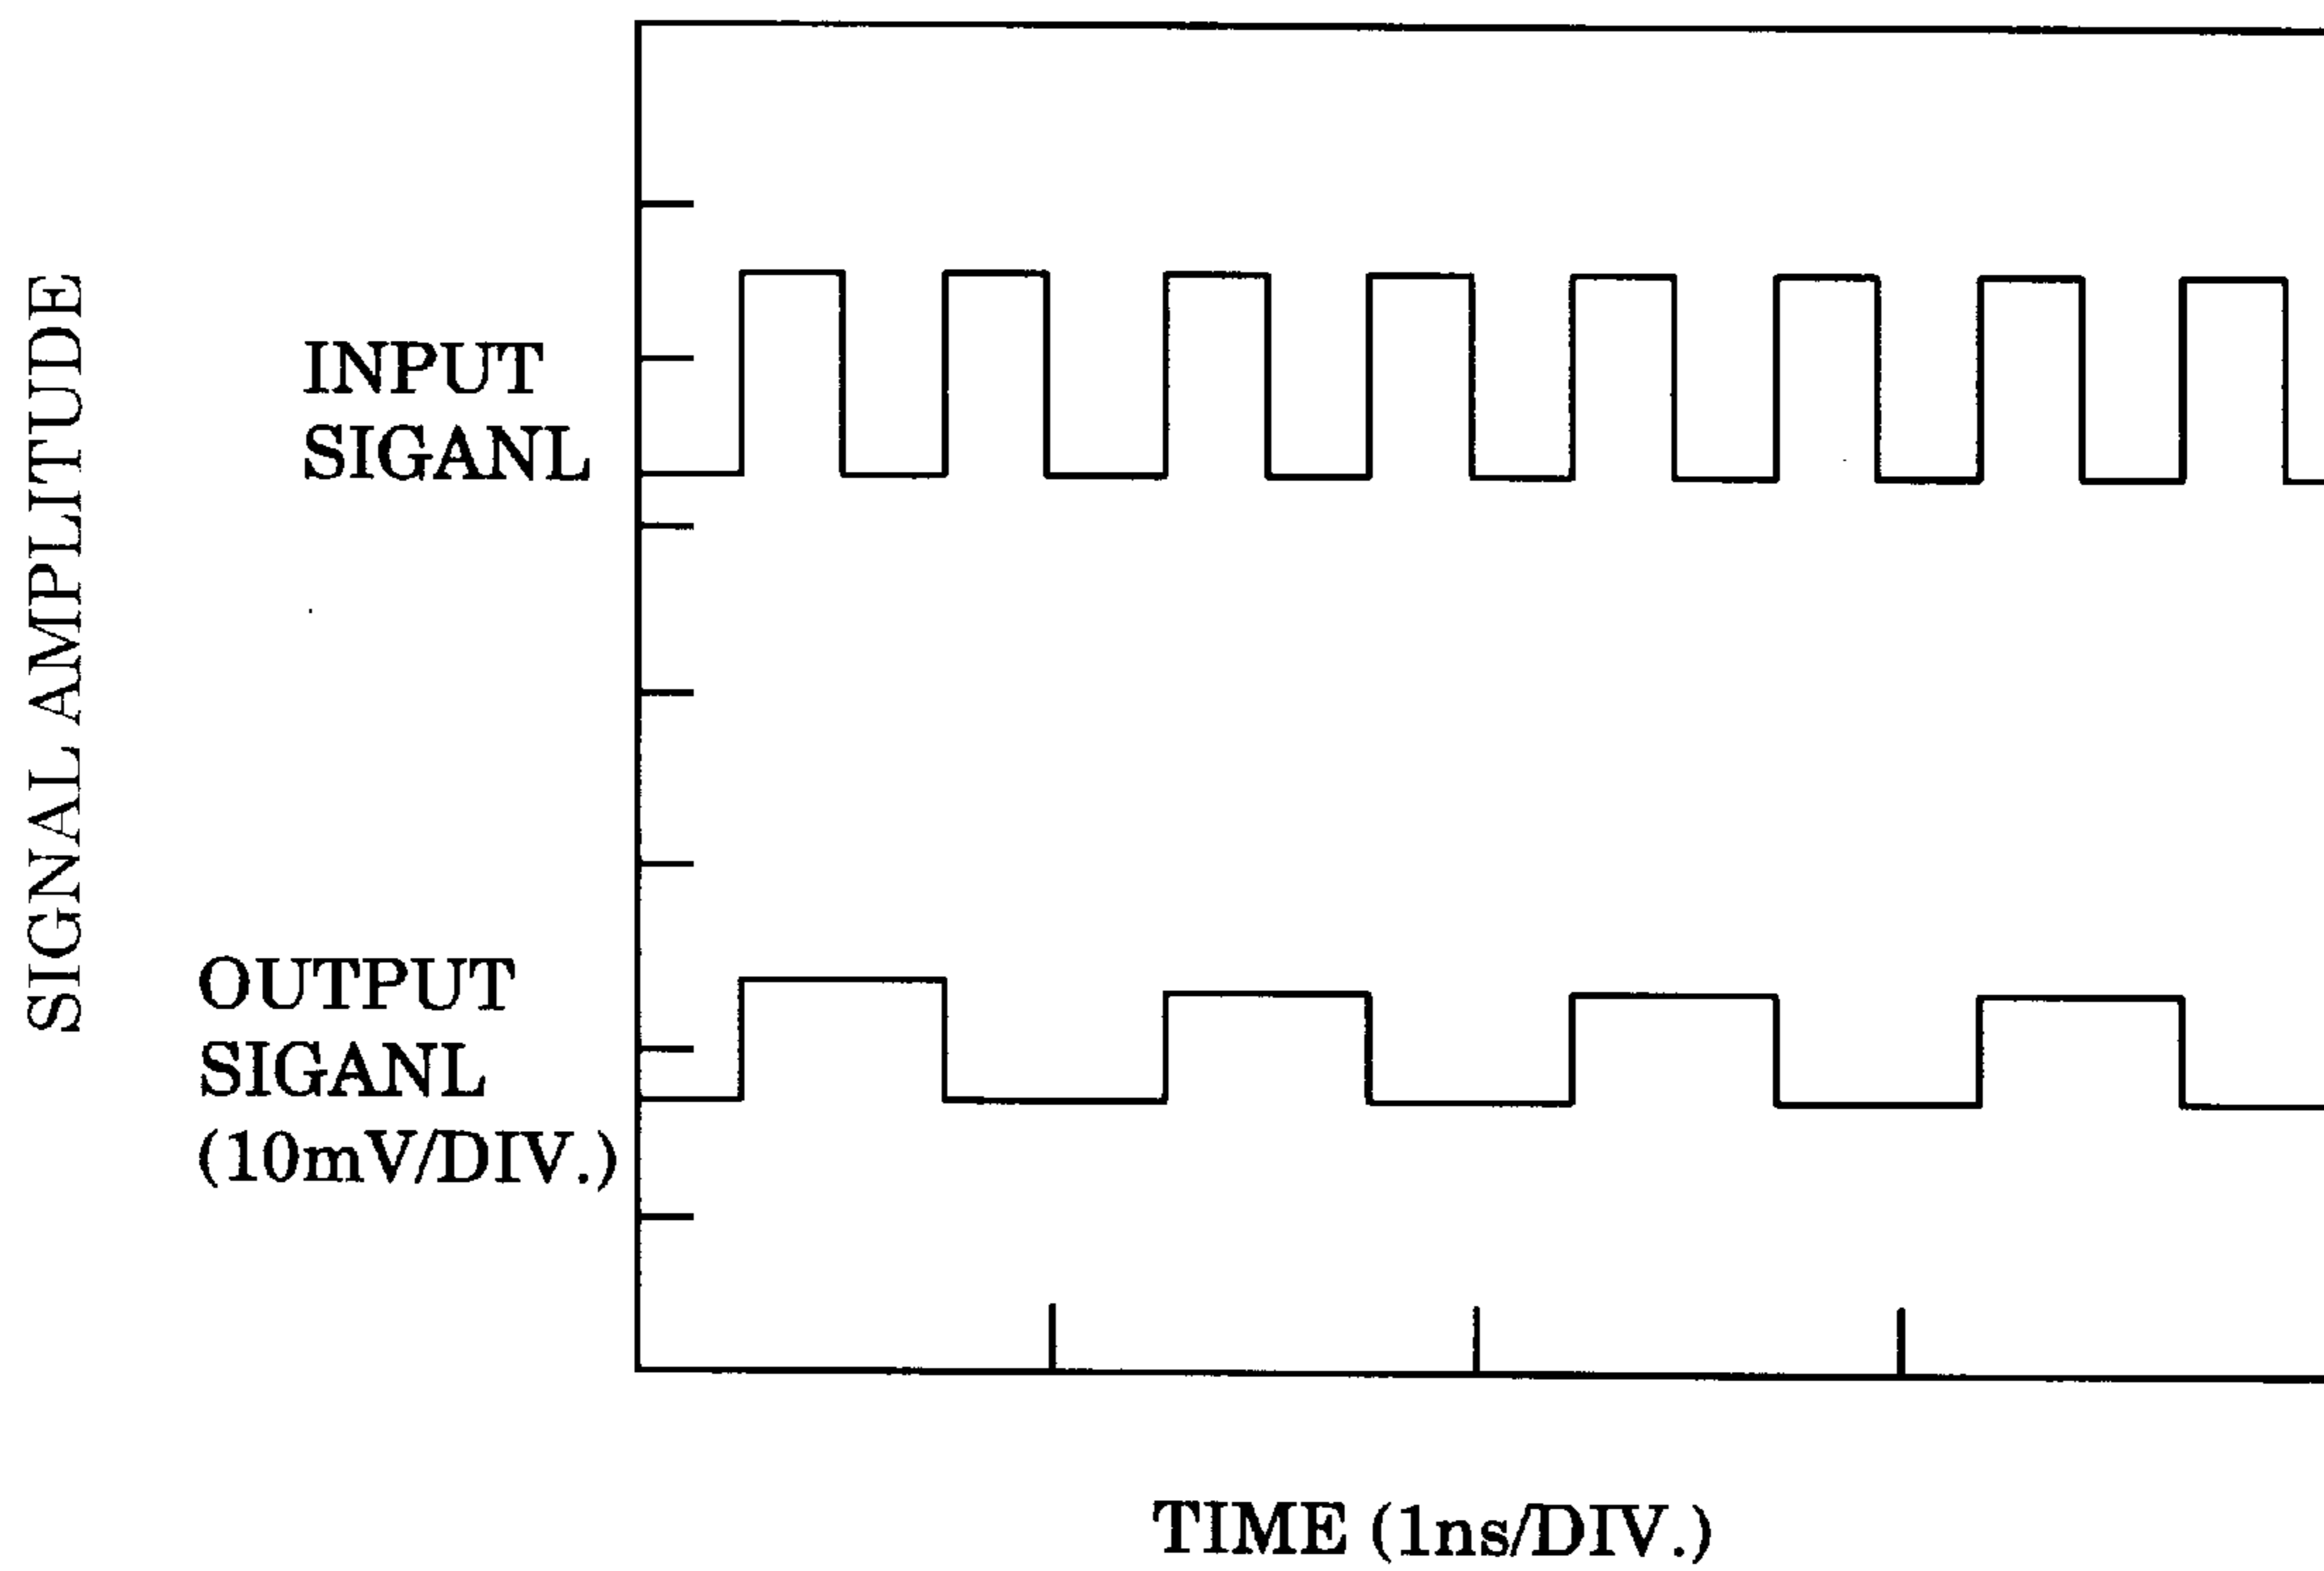 SIGNAL AMPLITUDE
INPUT
SIGANL
OUTPUT
SIGANL
(10mV/DIV.)
TIME (1ns/DIV.)